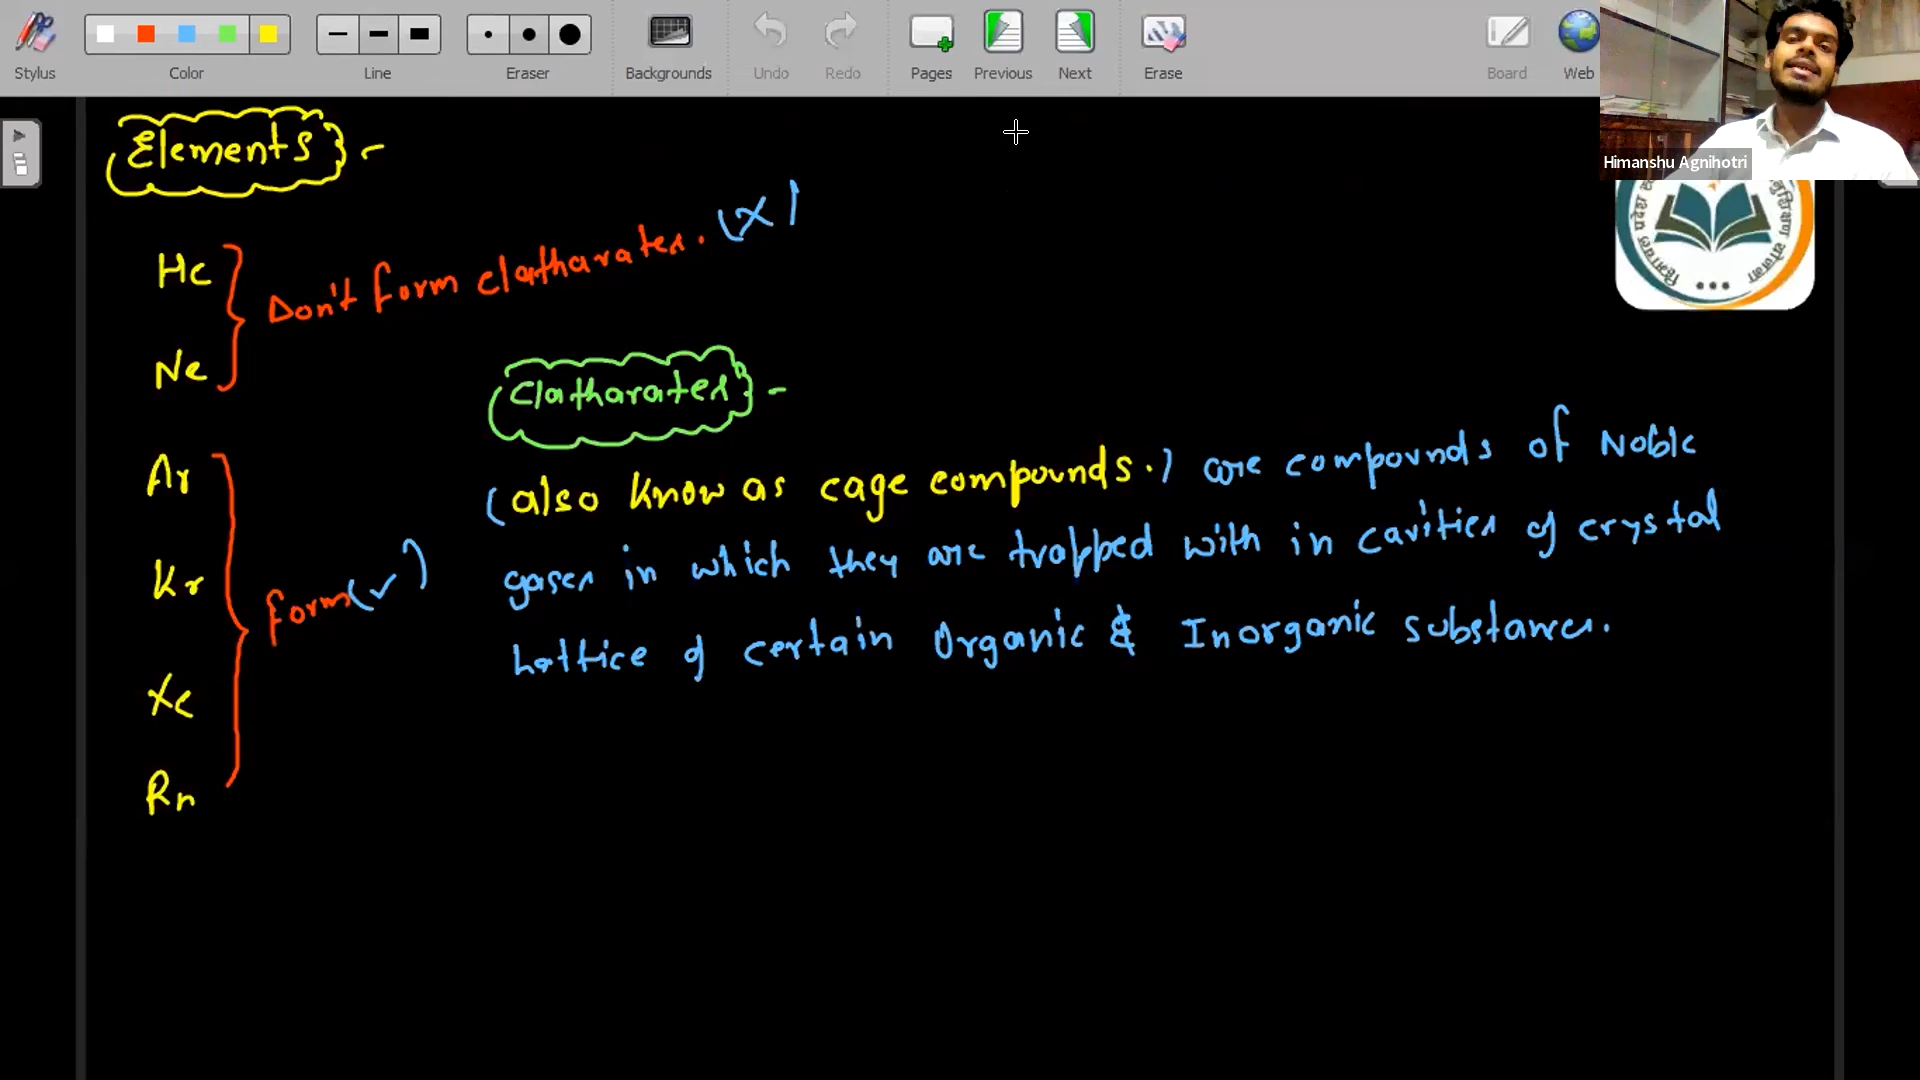 Stylus
Color
Line
Eraser
Backgrounds
Undo
Redo
Pages
Previous
Next
Erase
Board
Web
Himanshu Agnihotri
Elements -
He
Ne
Don't form clatharates. (X)
Clatharates -
Ar
Kr
Xe
Rn
form (✓)
(also know as cage compounds.) are compounds of Noble
gases in which they are trapped with in cavities of crystal
Lattice of certain Organic & Inorganic substances.